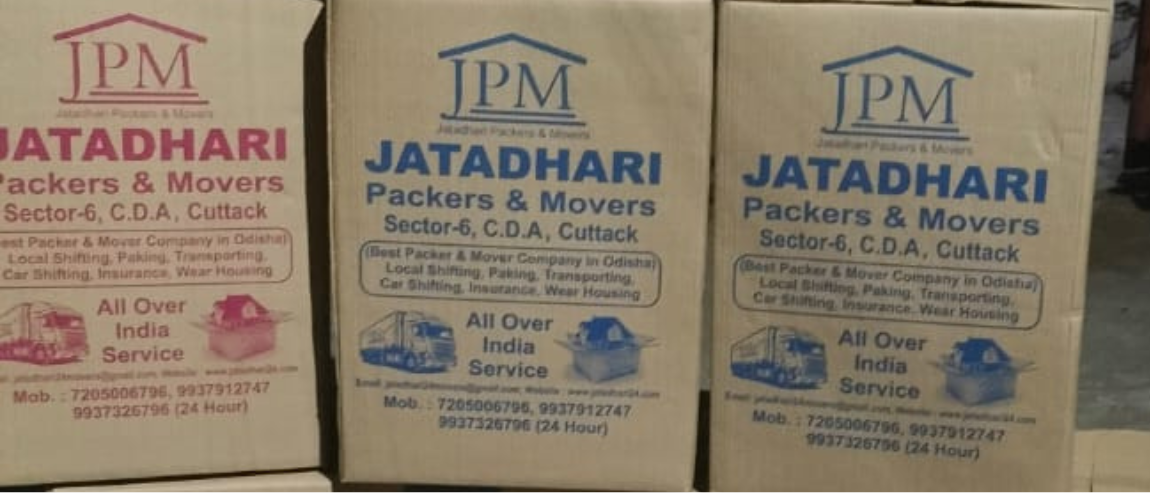 JPM
Jatadhari Packers & Movers
JATADHARI
Packers & Movers
Sector-6, C.D.A, Cuttack
est Packer & Mover Company in Odisha)
Local Shifting, Paking, Transporting,
Car Shifting, Insurance, Wear Housing
All Over
India
Service
Mob. : 7205006796, 9937912747
9937326796 (24 Hour)
JPM
Jatadhari Packers & Movers
JATADHARI
Packers & Movers
Sector-6, C.D.A, Cuttack
(Best Packer & Mover Company in Odisha)
Local Shifting, Paking, Transporting,
Car Shifting, Insurance, Wear Housing
All Over
India
Service
Mob. : 7205006796, 9937912747
9937326796 (24 Hour)
JPM
Jatadhari Packers & Movers
JATADHARI
Packers & Movers
Sector-6, C.D.A, Cuttack
(Best Packer & Mover Company in Odisha)
Local Shifting, Paking, Transporting,
Car Shifting, Insurance, Wear Housing
All Over
India
Service
Mob. : 7205006796, 9937912747
9937326796 (24 Hour)